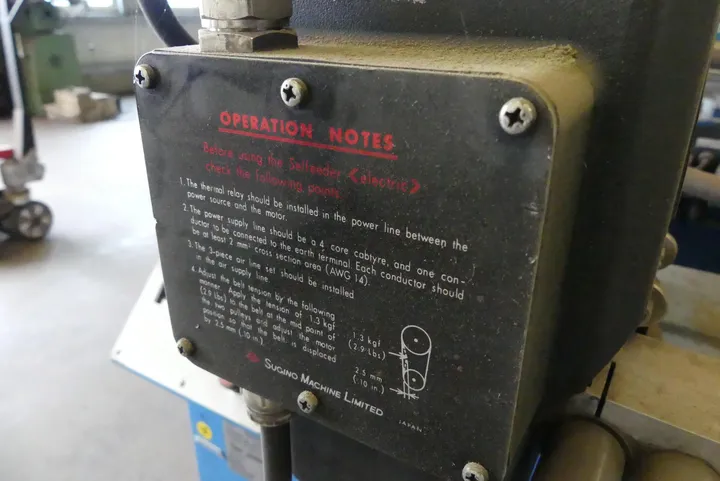 OPERATION NOTES
Before using the Selfeeder <electric>
check the following points.
1. The thermal relay should be installed in the power line between the
power source and the motor.
2. The power supply line should be a 4 core cabtyre, and one con-
ductor to be connected to the earth terminal Each conductor should
be at least 2 mm² cross section area (AWG 14).
3. The 3-piece air line set should be installed
in the air supply line.
4. Adjust the belt tension by the following
manner. Apply the tension of 1.3 kgf
(2.9 Lbs) to the belt at the mid point of
the two pulleys and adjust the motor
position so that the belt is displaced
by 2.5 mm (.10 in.)
1.3 kgf
(2.9 Lbs)
2.5 mm
(.10 in.)
SUGINO MACHINE LIMITED
JAPAN